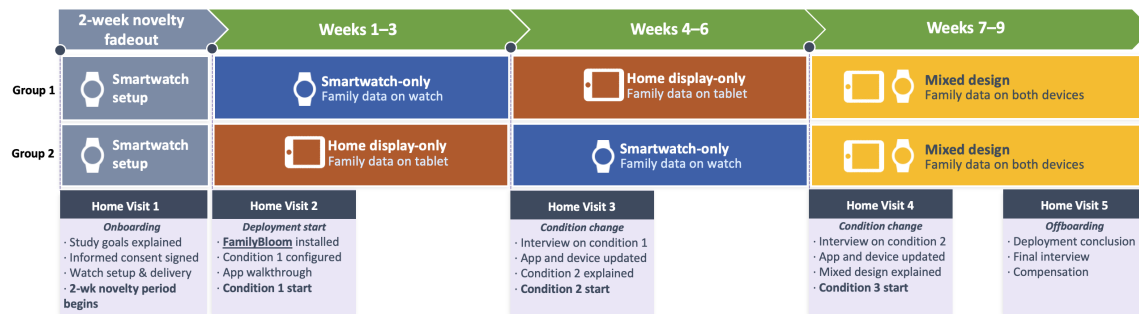 2-week novelty
fadeout
Weeks 1–3
Weeks 4–6
Weeks 7–9
Group 1
Smartwatch
setup
Smartwatch-only
Family data on watch
Home display-only
Family data on tablet
Mixed design
Family data on both devices
Group 2
Smartwatch
setup
Home display-only
Family data on tablet
Smartwatch-only
Family data on watch
Mixed design
Family data on both devices
Home Visit 1
Onboarding
· Study goals explained
· Informed consent signed
· Watch setup & delivery
· 2-wk novelty period
begins
Home Visit 2
Deployment start
· FamilyBloom installed
· Condition 1 configured
· App walkthrough
· Condition 1 start
Home Visit 3
Condition change
· Interview on condition 1
· App and device updated
· Condition 2 explained
· Condition 2 start
Home Visit 4
Condition change
· Interview on condition 2
· App and device updated
· Mixed design explained
· Condition 3 start
Home Visit 5
Offboarding
· Deployment conclusion
· Final interview
· Compensation